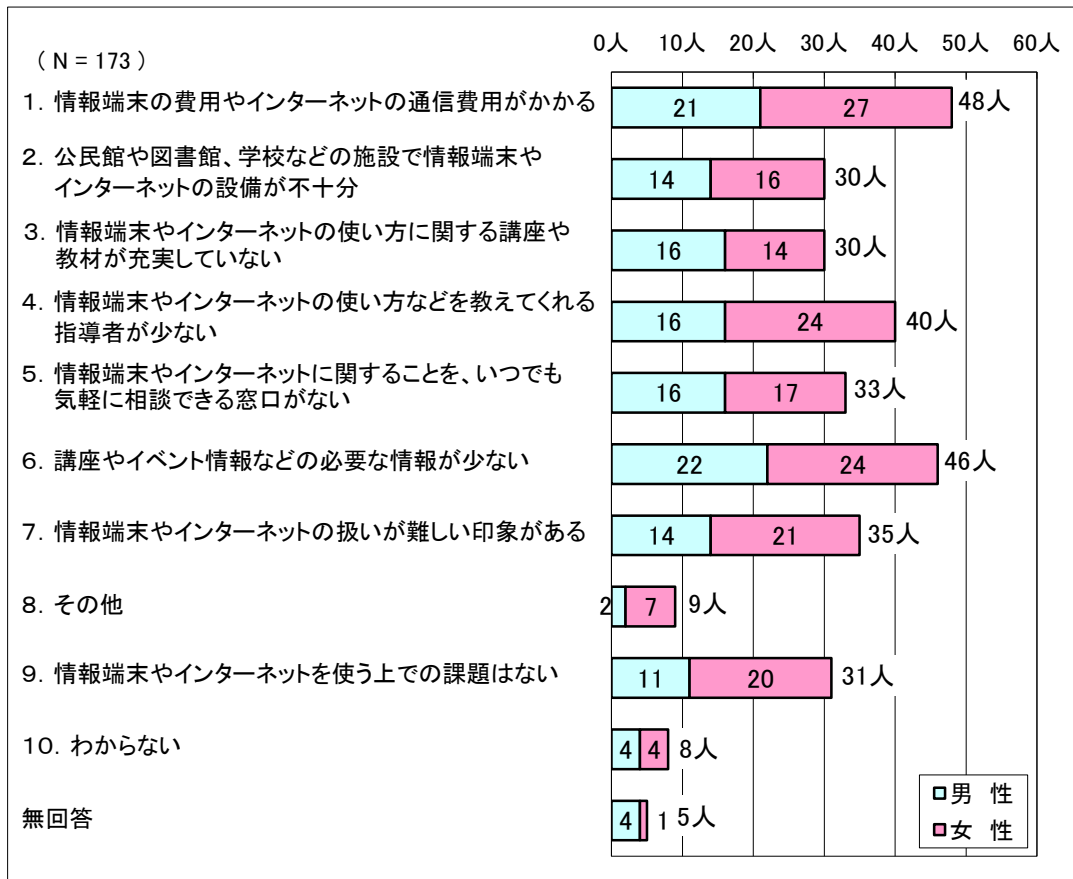 0人 10人 20人 30人 40人 50人 60人
( N = 173 )
1. 情報端末の費用やインターネットの通信費用がかかる 21 27 48人
2. 公民館や図書館、学校などの施設で情報端末や
インターネットの設備が不十分 14 16 30人
3. 情報端末やインターネットの使い方に関する講座や
教材が充実していない 16 14 30人
4. 情報端末やインターネットの使い方などを教えてくれる
指導者が少ない 16 24 40人
5. 情報端末やインターネットに関することを、いつでも
気軽に相談できる窓口がない 16 17 33人
6. 講座やイベント情報などの必要な情報が少ない 22 24 46人
7. 情報端末やインターネットの扱いが難しい印象がある 14 21 35人
8. その他 2 7 9人
9. 情報端末やインターネットを使う上での課題はない 11 20 31人
10. わからない 4 4 8人
無回答 4 1 5人
男 性
女 性